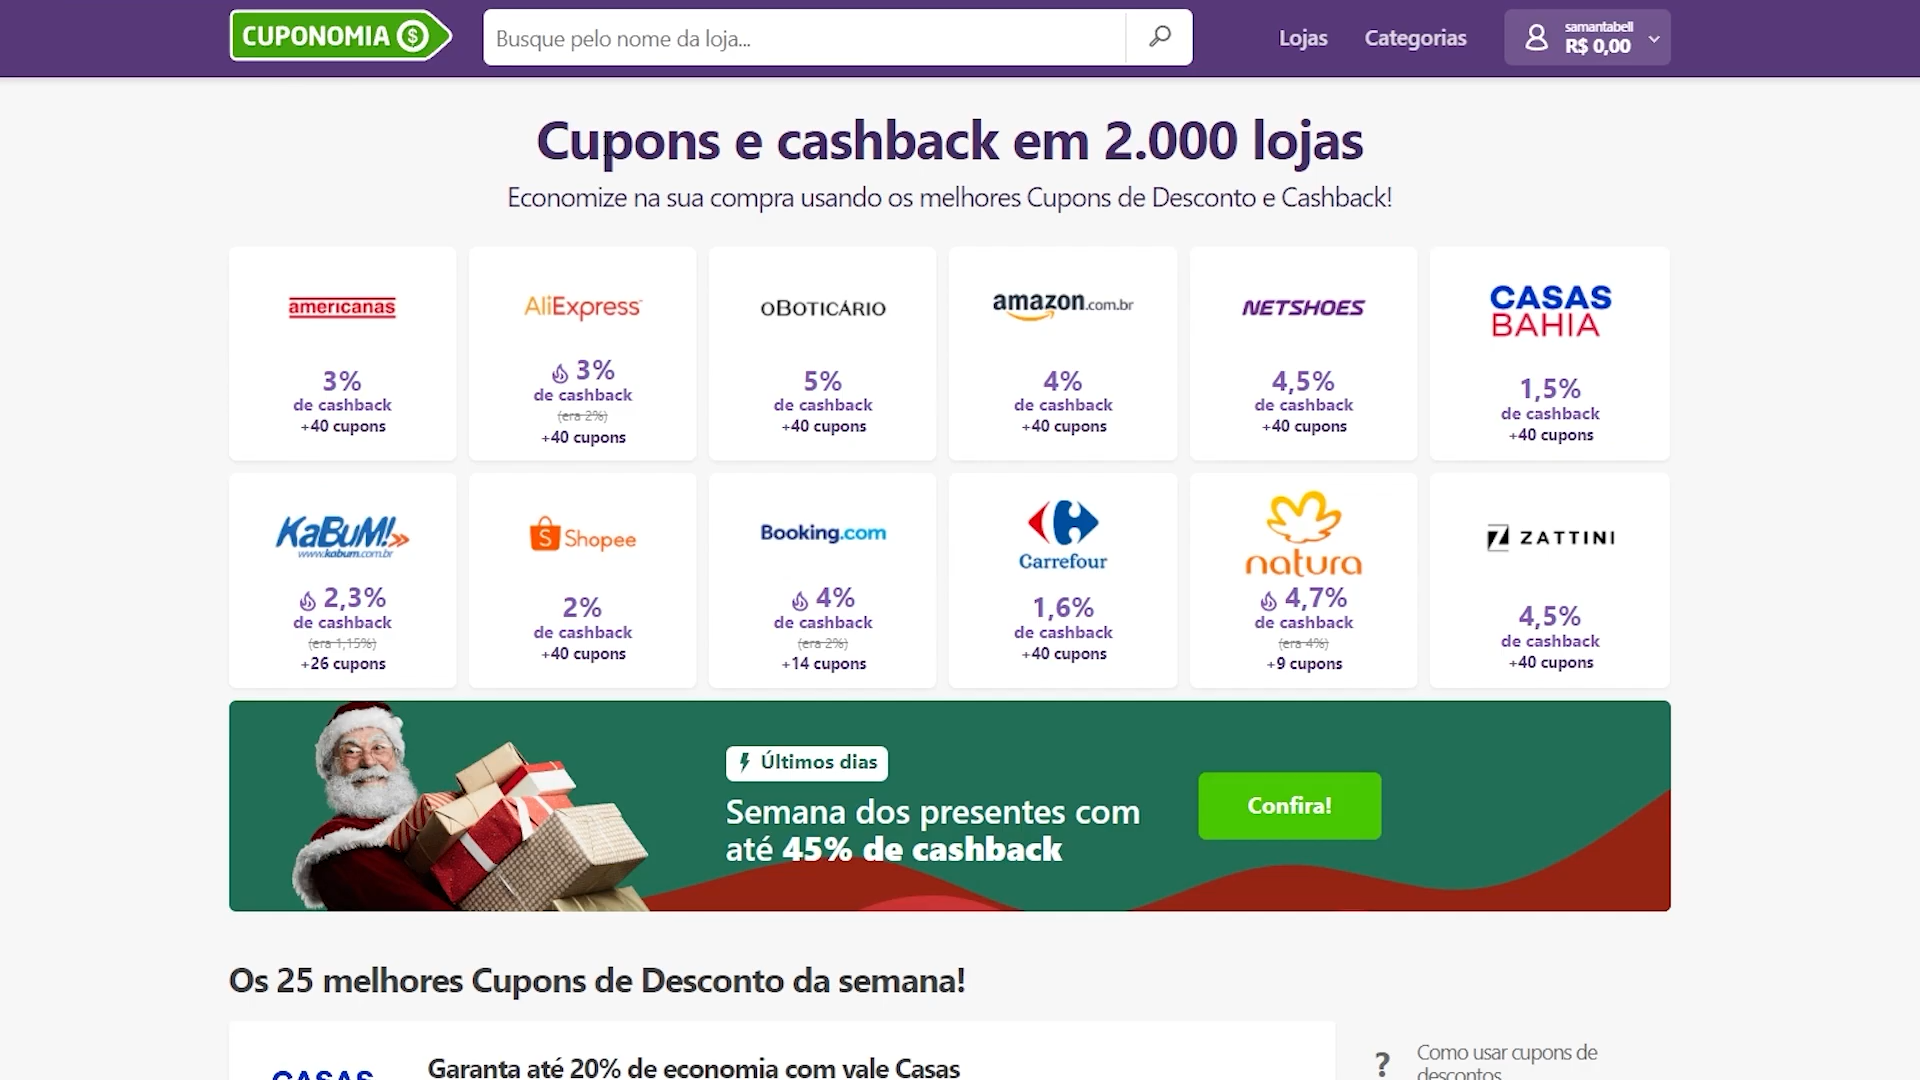 CUPONOMIA $
Busque pelo nome da loja...
Lojas
Categorias
samantabell
R$ 0,00
Cupons e cashback em 2.000 lojas
Economize na sua compra usando os melhores Cupons de Desconto e Cashback!
americanas
3%
de cashback
+40 cupons
AliExpress
3%
de cashback
(era 2%)
+40 cupons
oBOTICÁRIO
5%
de cashback
+40 cupons
amazon.com.br
4%
de cashback
+40 cupons
NETSHOES
4,5%
de cashback
+40 cupons
CASAS
BAHIA
1,5%
de cashback
+40 cupons
KaBuM!
www.kabum.com.br
2,3%
de cashback
(era 1,15%)
+26 cupons
S Shopee
2%
de cashback
+40 cupons
Booking.com
4%
de cashback
(era 2%)
+14 cupons
Carrefour
1,6%
de cashback
+40 cupons
natura
4,7%
de cashback
(era 4%)
+9 cupons
Z ZATTINI
4,5%
de cashback
+40 cupons
Últimos dias
Semana dos presentes com
até 45% de cashback
Confira!
Os 25 melhores Cupons de Desconto da semana!
CASAS
Garanta até 20% de economia com vale Casas
? Como usar cupons de
descontos